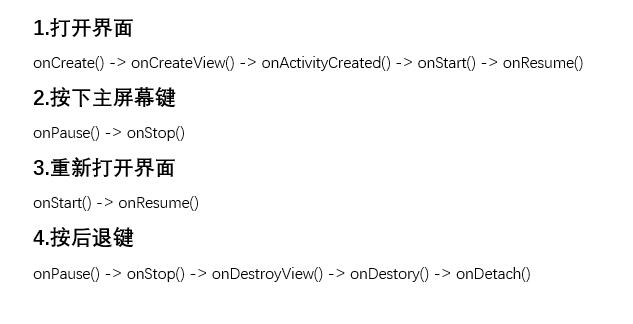 1.打开界面
onCreate() -> onCreateView() -> onActivityCreated() -> onStart() -> onResume()
2.按下主屏幕键
onPause() -> onStop()
3.重新打开界面
onStart() -> onResume()
4.按后退键
onPause() -> onStop() -> onDestroyView() -> onDestory() -> onDetach()